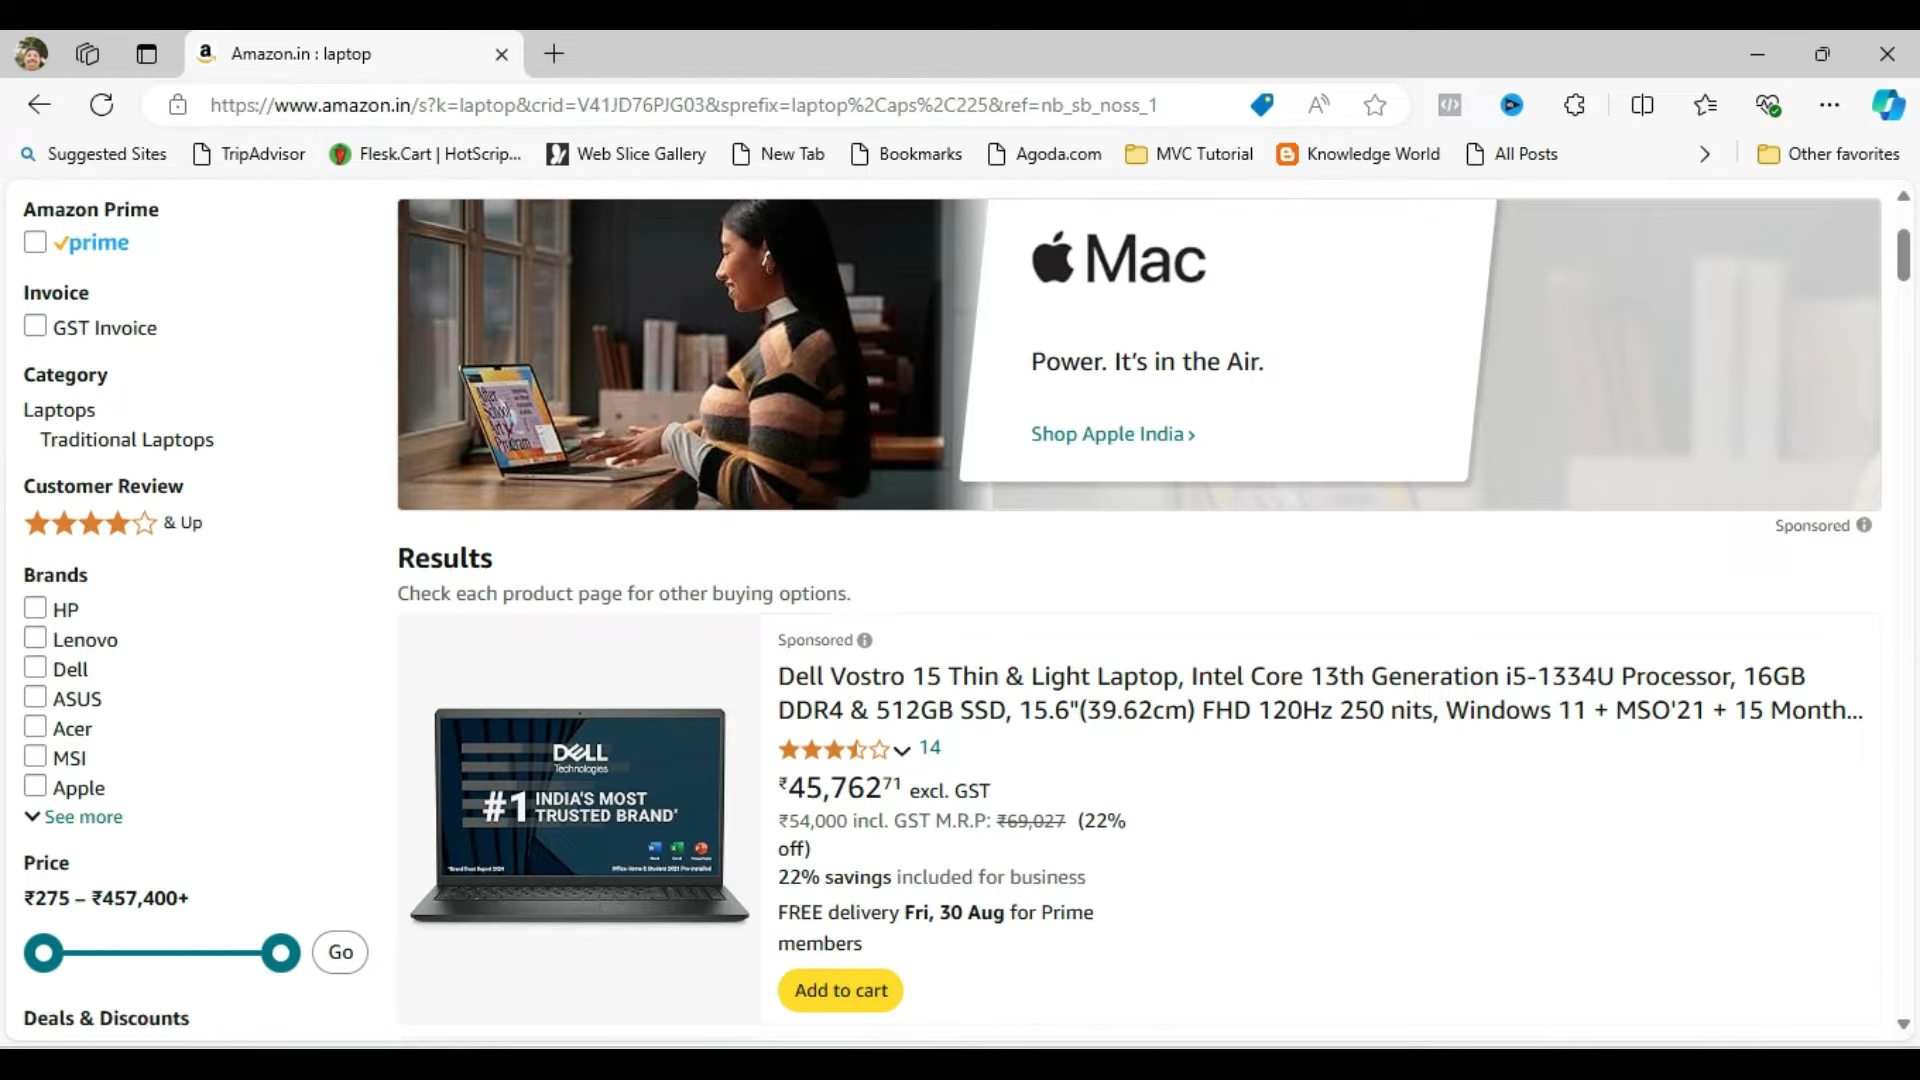 Amazon.in : laptop
https://www.amazon.in/s?k=laptop&crid=V41JD76PJG03&sprefix=laptop%2Caps%2C225&ref=nb_sb_noss_1
Suggested Sites
TripAdvisor
Flesk.Cart | HotScrip...
Web Slice Gallery
New Tab
Bookmarks
Agoda.com
MVC Tutorial
Knowledge World
All Posts
Other favorites
Amazon Prime
prime
Invoice
GST Invoice
Category
Laptops
Traditional Laptops
Customer Review
& Up
Brands
HP
Lenovo
Dell
ASUS
Acer
MSI
Apple
See more
Price
₹275 – ₹457,400+
Go
Deals & Discounts
After
School
Art
Program
Mac
Power. It's in the Air.
Shop Apple India ›
Sponsored
Results
Check each product page for other buying options.
DELL
Technologies
#1 INDIA'S MOST
TRUSTED BRAND*
Sponsored
Dell Vostro 15 Thin & Light Laptop, Intel Core 13th Generation i5-1334U Processor, 16GB
DDR4 & 512GB SSD, 15.6"(39.62cm) FHD 120Hz 250 nits, Windows 11 + MSO'21 + 15 Month...
14
₹45,762⁷¹ excl. GST
₹54,000 incl. GST M.R.P: ₹69,027 (22%
off)
22% savings included for business
FREE delivery Fri, 30 Aug for Prime
members
Add to cart